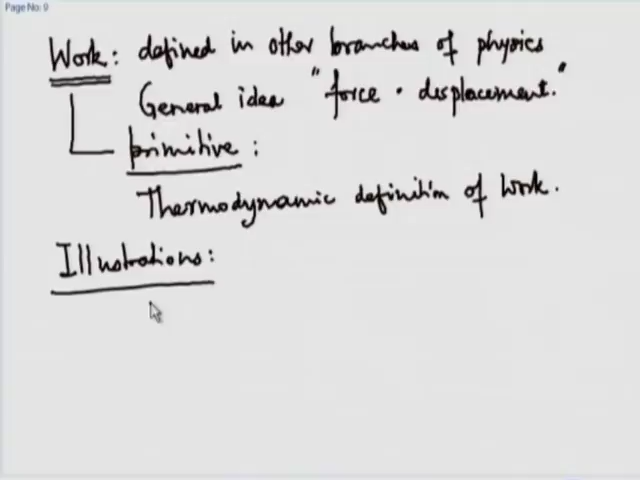 Page No: 9
Work: defined in other branches of physics
General idea "force · displacement."
primitive:
Thermodynamic definition of work.
Illustrations: